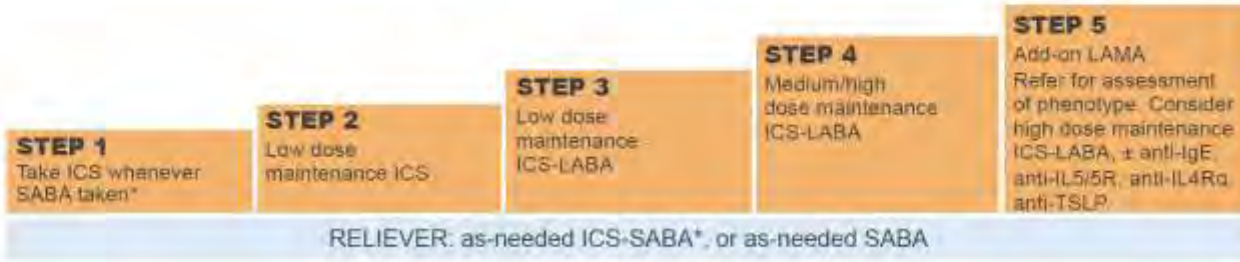 STEP 1
Take ICS whenever
SABA taken*
STEP 2
Low dose
maintenance ICS
STEP 3
Low dose
maintenance
ICS-LABA
STEP 4
Medium/high
dose maintenance
ICS-LABA
STEP 5
Add-on LAMA
Refer for assessment
of phenotype. Consider
high dose maintenance
ICS-LABA, ± anti-IgE,
anti-IL5/5R, anti-IL4Rα,
anti-TSLP
RELIEVER: as-needed ICS-SABA*, or as-needed SABA